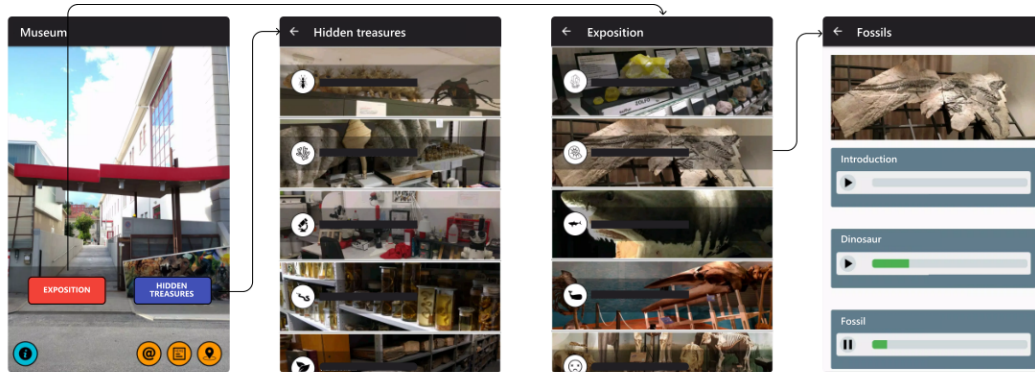 Museum
EXPOSITION
HIDDEN
TREASURES
@
Hidden treasures
Exposition
Fossils
Introduction
Dinosaur
Fossil